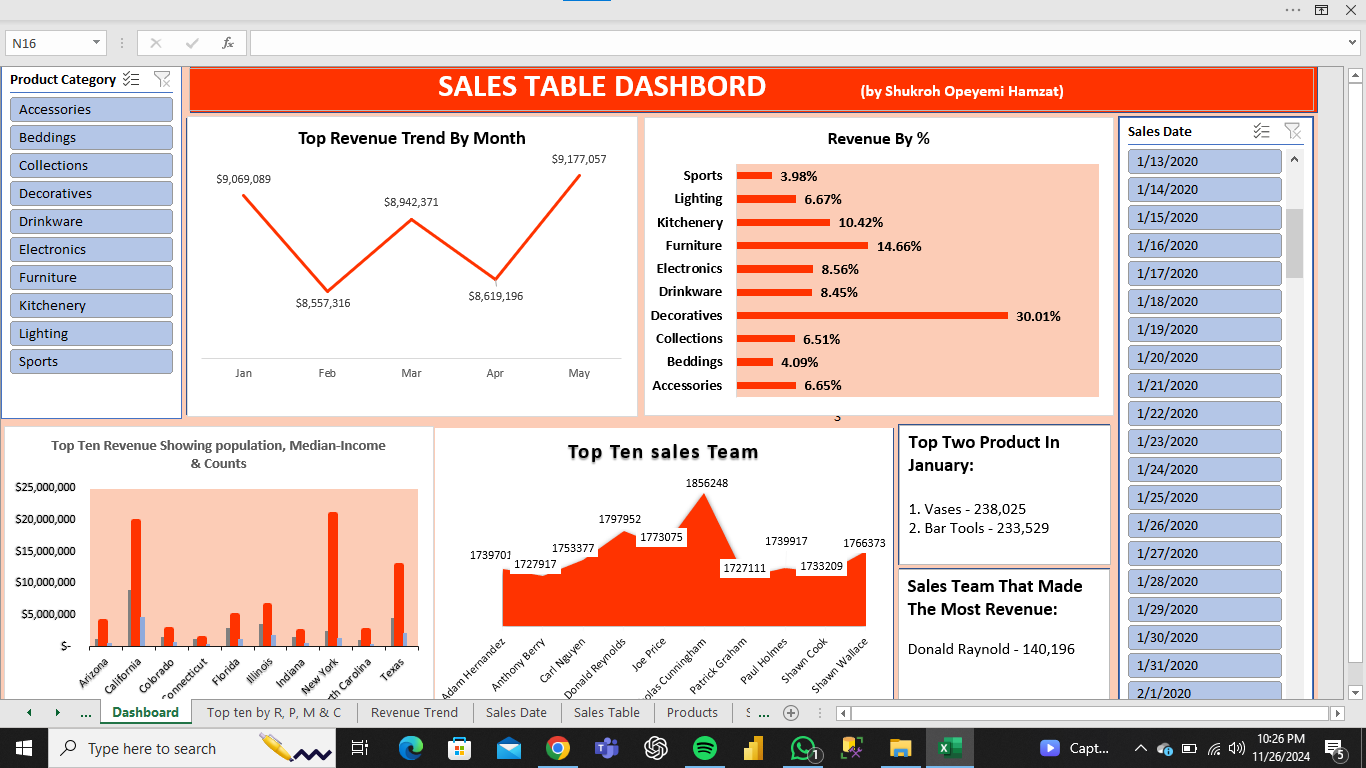 N16
fx
Product Category
Accessories
Beddings
Collections
Decoratives
Drinkware
Electronics
Furniture
Kitchenery
Lighting
Sports
SALES TABLE DASHBORD
(by Shukroh Opeyemi Hamzat)
Top Revenue Trend By Month
$9,069,089
$8,557,316
$8,942,371
$8,619,196
$9,177,057
Jan
Feb
Mar
Apr
May
Revenue By %
Sports 3.98%
Lighting 6.67%
Kitchenery 10.42%
Furniture 14.66%
Electronics 8.56%
Drinkware 8.45%
Decoratives 30.01%
Collections 6.51%
Beddings 4.09%
Accessories 6.65%
Sales Date
1/13/2020
1/14/2020
1/15/2020
1/16/2020
1/17/2020
1/18/2020
1/19/2020
1/20/2020
1/21/2020
1/22/2020
1/23/2020
1/24/2020
1/25/2020
1/26/2020
1/27/2020
1/28/2020
1/29/2020
1/30/2020
1/31/2020
2/1/2020
Top Ten Revenue Showing population, Median-Income
& Counts
$25,000,000
$20,000,000
$15,000,000
$10,000,000
$5,000,000
$-
Arizona
California
Colorado
Connecticut
Florida
Illinois
Indiana
New York
rth Carolina
Texas
Top Ten sales Team
1739701
1727917
1753377
1797952
1773075
1856248
1727111
1739917
1733209
1766373
Adam Hernandez
Anthony Berry
Carl Nguyen
Donald Reynolds
Joe Price
olas Cunningham
Patrick Graham
Paul Holmes
Shawn Cook
Shawn Wallace
Top Two Product In
January:
1. Vases - 238,025
2. Bar Tools - 233,529
Sales Team That Made
The Most Revenue:
Donald Raynold - 140,196
Dashboard
Top ten by R, P, M & C
Revenue Trend
Sales Date
Sales Table
Products
Type here to search
1
Capt...
10:26 PM
11/26/2024
5